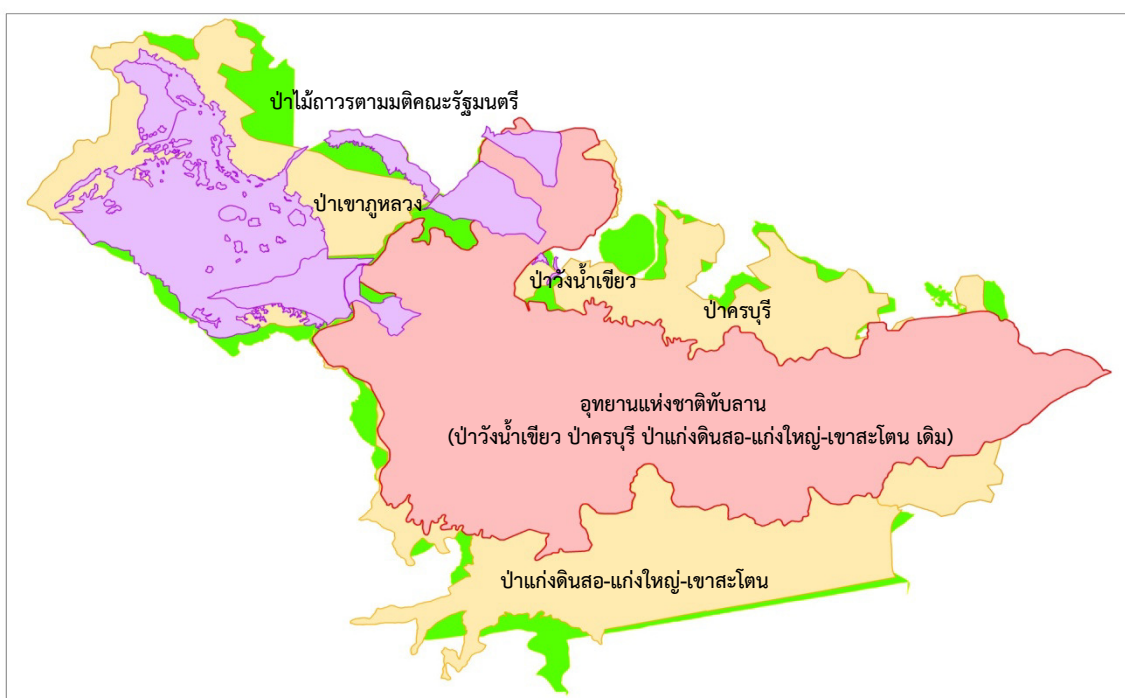 ป่าไม้ถาวรตามมติคณะรัฐมนตรี
ป่าเขาภูหลวง
ป่าวังน้ำเขียว
ป่าครบุรี
อุทยานแห่งชาติทับลาน
(ป่าวังน้ำเขียว ป่าครบุรี ป่าแก่งดินสอ-แก่งใหญ่-เขาสะโตน เดิม)
ป่าแก่งดินสอ-แก่งใหญ่-เขาสะโตน